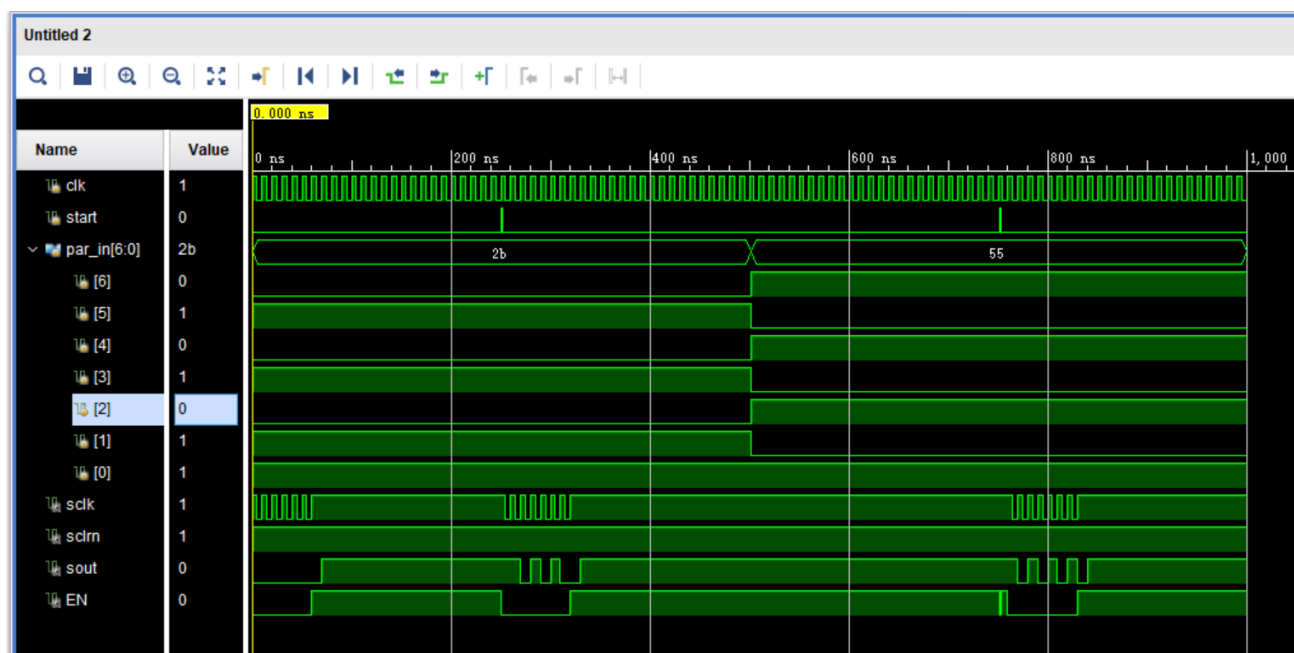 Untitled 2
0.000 ns
Name Value
0 ns 200 ns 400 ns 600 ns 800 ns 1,000
clk 1
start 0
par_in[6:0] 2b 2b 55
[6] 0
[5] 1
[4] 0
[3] 1
[2] 0
[1] 1
[0] 1
sclk 1
sclrn 1
sout 0
EN 0